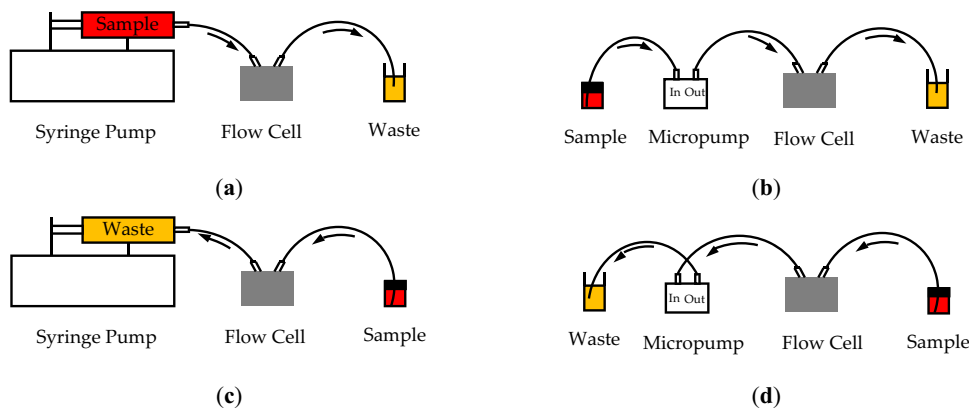 Sample
Syringe Pump
Flow Cell
Waste
(a)
In Out
Sample
Micropump
Flow Cell
Waste
(b)
Waste
Syringe Pump
Flow Cell
Sample
(c)
In Out
Waste
Micropump
Flow Cell
Sample
(d)